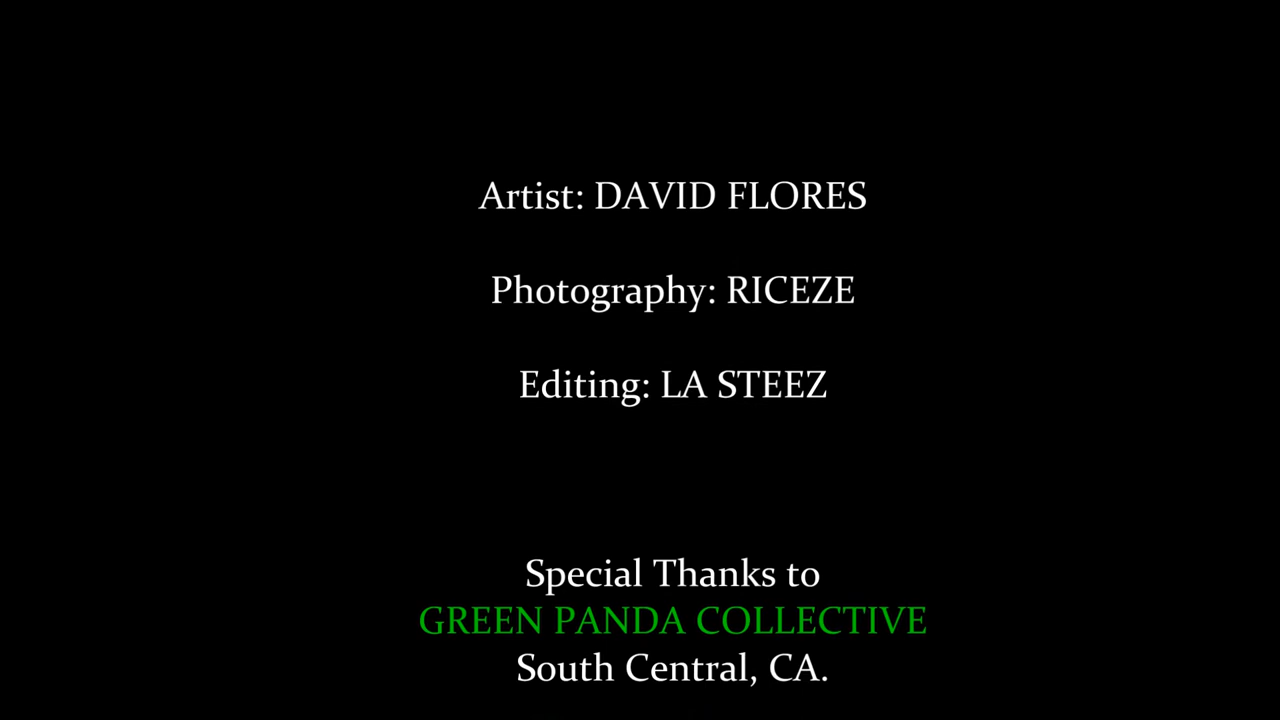 Artist: DAVID FLORES
Photography: RICEZE
Editing: LA STEEZ
Special Thanks to
GREEN PANDA COLLECTIVE
South Central, CA.